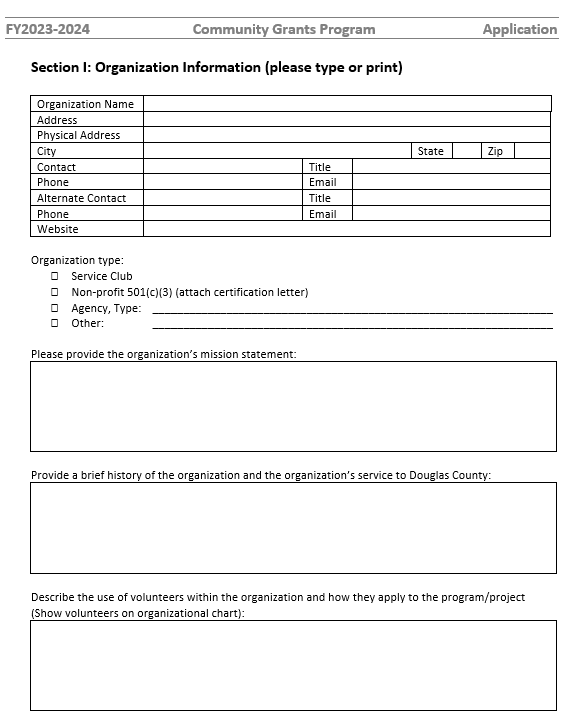 FY2023-2024 Community Grants Program Application
Section I: Organization Information (please type or print)
Organization Name
Address
Physical Address
City State Zip
Contact Title
Phone Email
Alternate Contact Title
Phone Email
Website
Organization type:
Service Club
Non-profit 501(c)(3) (attach certification letter)
Agency, Type:
Other:
Please provide the organization's mission statement:
Provide a brief history of the organization and the organization's service to Douglas County:
Describe the use of volunteers within the organization and how they apply to the program/project
(Show volunteers on organizational chart):